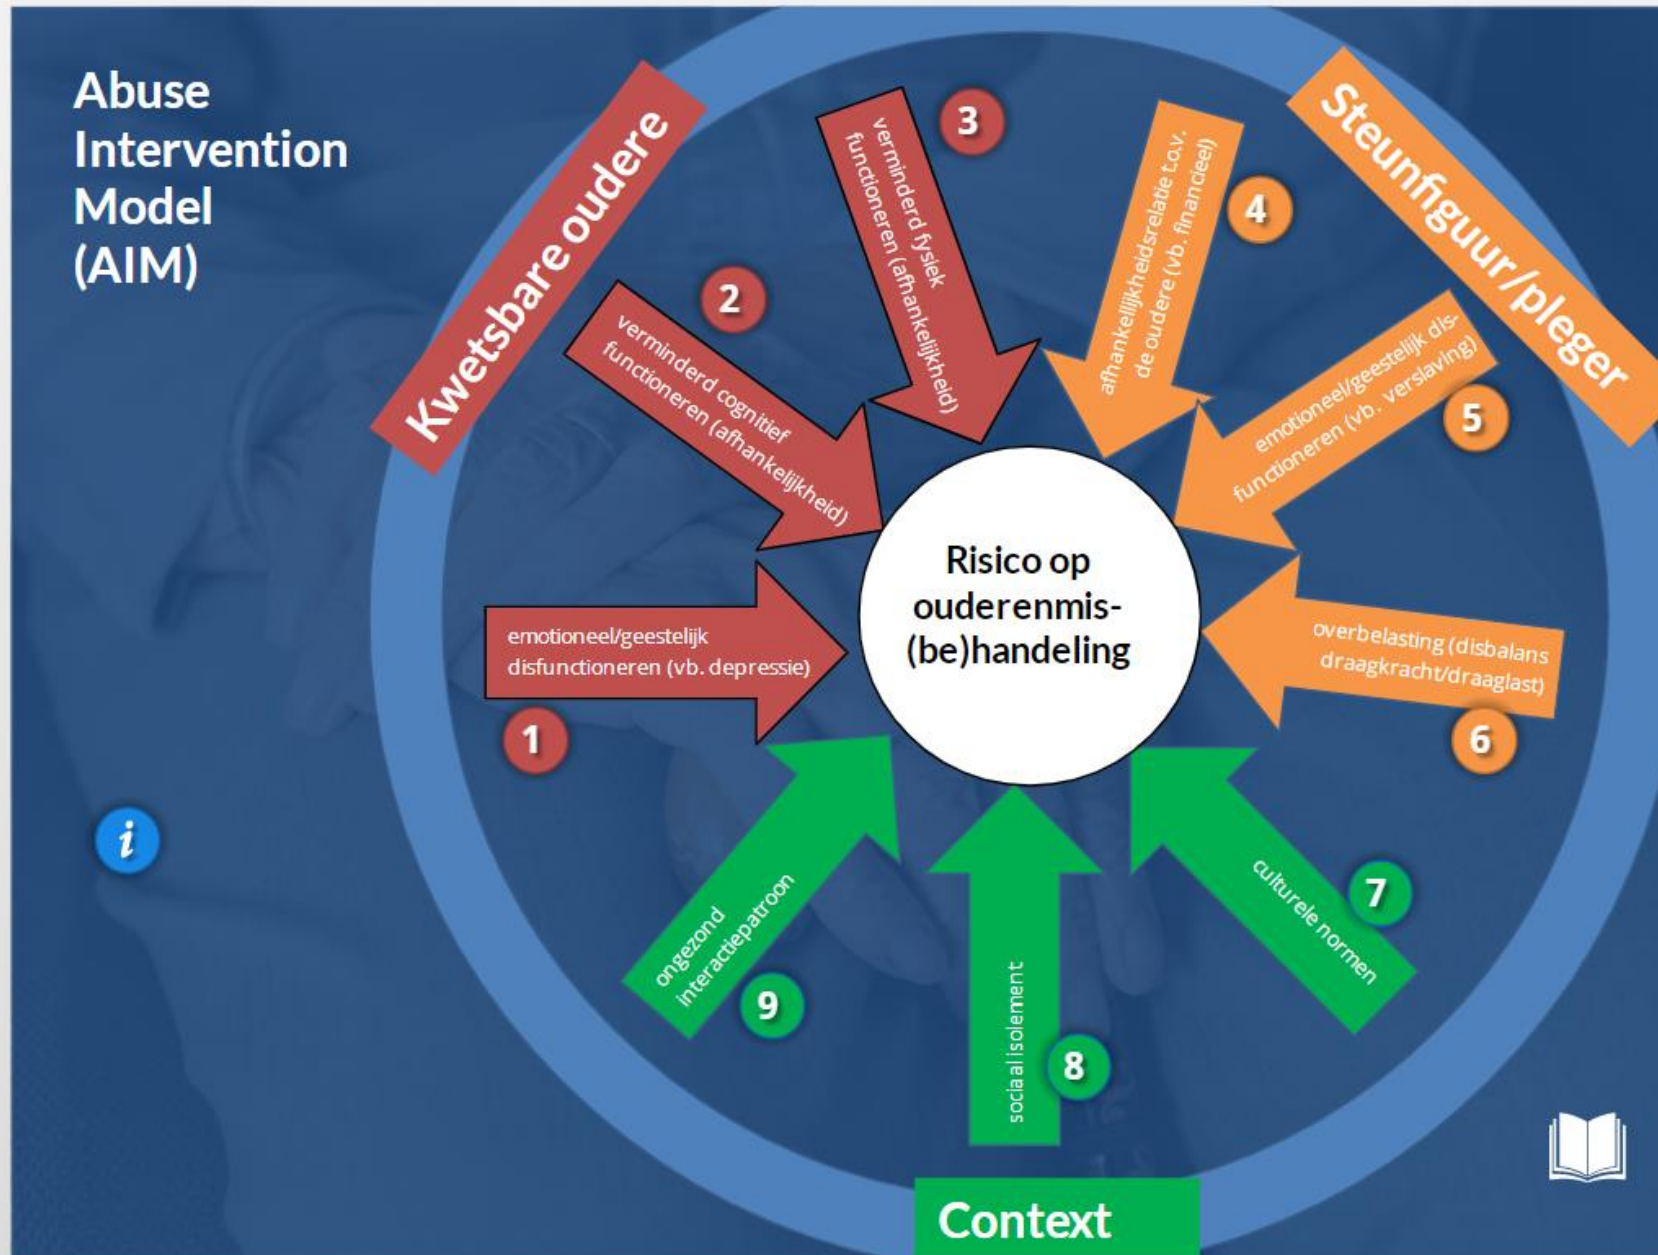 Abuse
Intervention
Model
(AIM)
Kwetsbare oudere
Steunfiguur/pleger
3
verminderd fysiek
functioneren (afhankelijkheid)
4
afhankelijkheidsrelatie t.o.v.
de oudere (vb. financieel)
2
verminderd cognitief
functioneren (afhankelijkheid)
5
emotioneel/geestelijk dis-
functioneren (vb. verslaving)
Risico op
ouderenmis-
(be)handeling
emotioneel/geestelijk
disfunctioneren (vb. depressie)
1
overbelasting (disbalans
draagkracht/draaglast)
6
i
ongezond
interactiepatroon
9
sociaal isolement
8
culturele normen
7
Context